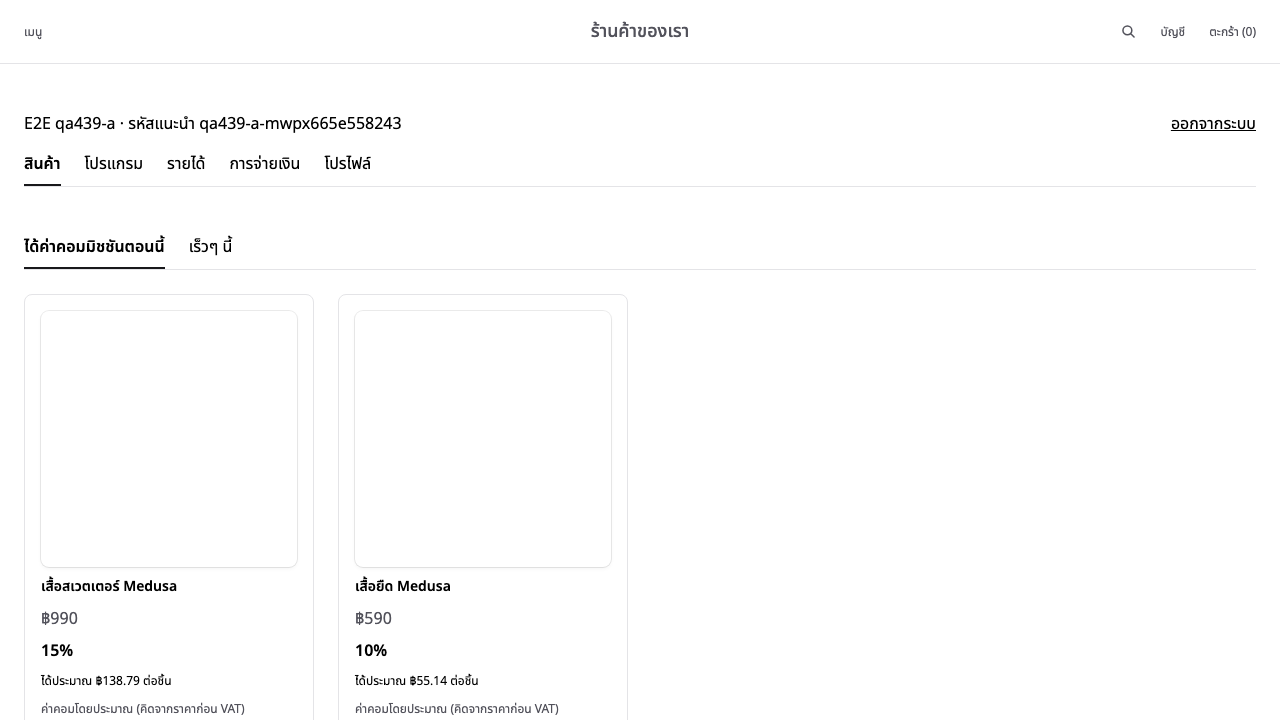 เมนู
ร้านค้าของเรา
บัญชี
ตะกร้า (0)
E2E qa439-a · รหัสแนะนำ qa439-a-mwpx665e558243
ออกจากระบบ
สินค้า
โปรแกรม
รายได้
การจ่ายเงิน
โปรไฟล์
ได้ค่าคอมมิชชันตอนนี้
เร็วๆ นี้
เสื้อสเวตเตอร์ Medusa
฿990
15%
ได้ประมาณ ฿138.79 ต่อชิ้น
ค่าคอมโดยประมาณ (คิดจากราคาก่อน VAT)
เสื้อยืด Medusa
฿590
10%
ได้ประมาณ ฿55.14 ต่อชิ้น
ค่าคอมโดยประมาณ (คิดจากราคาก่อน VAT)